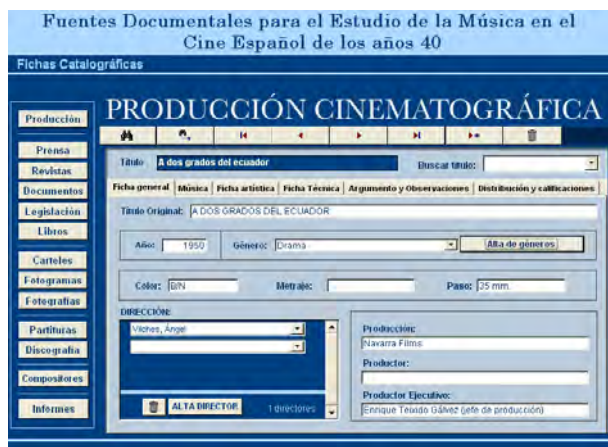 Fuentes Documentales para el Estudio de la Música en el
Cine Español de los años 40
Fichas Catalográficas
PRODUCCIÓN CINEMATOGRÁFICA
Producción
Prensa
Revistas
Documentos
Legislación
Libros
Carteles
Fotogramas
Fotografías
Partituras
Discografía
Compositores
Informes
Título A dos grados del ecuador Buscar título:
Ficha general Música Ficha artística Ficha Técnica Argumento y Observaciones Distribución y calificaciones
Título Original: A DOS GRADOS DEL ECUADOR
Año: 1950 Género: Drama Alta de géneros
Color: B/N Metraje: Paso: 35 mm.
DIRECCIÓN:
Vilches, Ángel
ALTA DIRECTOR 1 directores
Producción:
Navarra Films
Productor:
Productor Ejecutivo:
Enrique Teixido Gálvez (jefe de producción)